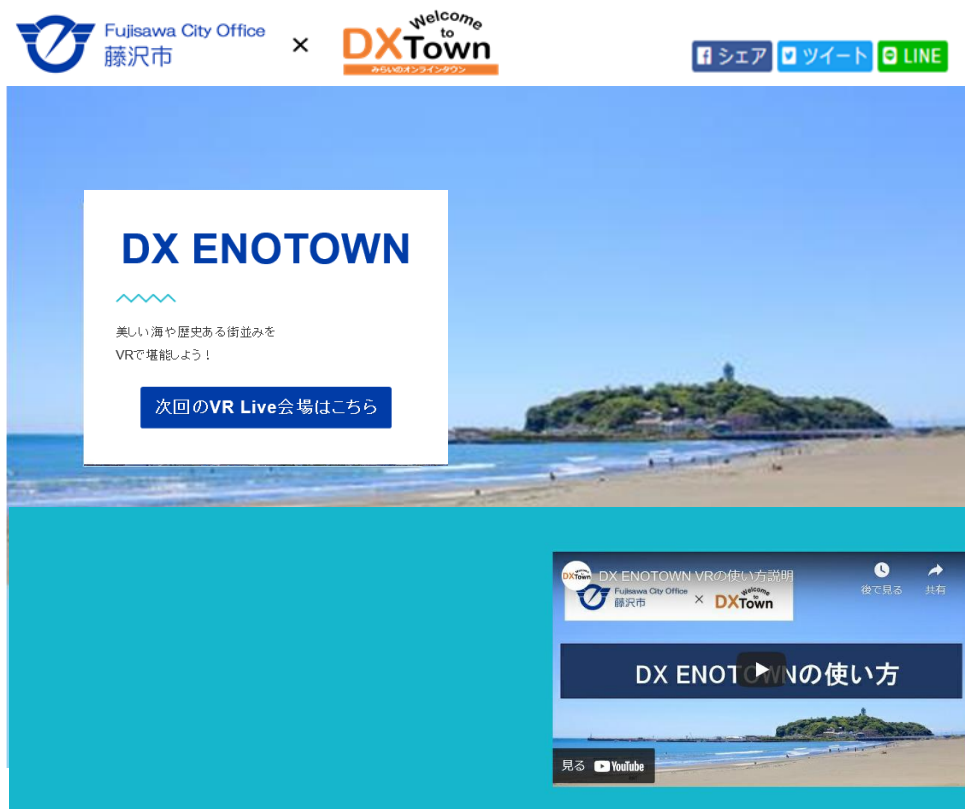 Fujisawa City Office
藤沢市
×
Welcome
to
DXTown
みらいのオンラインタウン
シェア
ツイート
LINE
DX ENOTOWN
美しい海や歴史ある街並みを
VRで堪能しよう！
次回のVR Live会場はこちら
DXTown
DX ENOTOWN VRの使い方説明
後で見る
共有
Fujisawa City Office
藤沢市
×
Welcome
to
DXTown
DX ENOTOWNの使い方
見る
YouTube